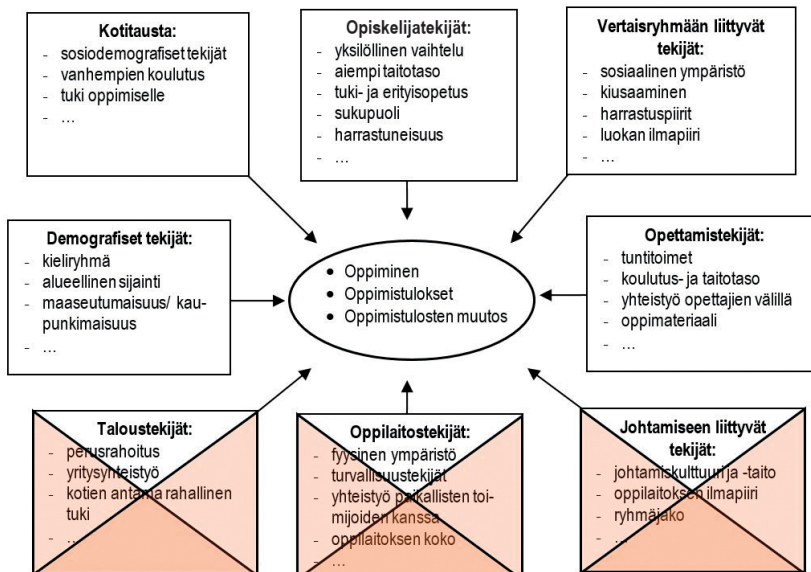 Kotitausta:
- sosiodemografiset tekijät
- vanhempien koulutus
- tuki oppimiselle
- …
Opiskelijatekijät:
- yksilöllinen vaihtelu
- aiempi taitotaso
- tuki- ja erityisopetus
- sukupuoli
- harrastuneisuus
- …
Vertaisryhmään liittyvät
tekijät:
- sosiaalinen ympäristö
- kiusaaminen
- harrastuspiirit
- luokan ilmapiiri
- …
Demografiset tekijät:
- kieliryhmä
- alueellinen sijainti
- maaseutumaisuus/ kau-
punkimaisuus
- …
• Oppiminen
• Oppimistulokset
• Oppimistulosten muutos
Opettamistekijät:
- tuntitoimet
- koulutus- ja taitotaso
- yhteistyö opettajien välillä
- oppimateriaali
- …
Taloustekijät:
- perusrahoitus
- yritysyhteistyö
- kotien antama rahallinen
tuki
- …
Oppilaitostekijät:
- fyysinen ympäristö
- turvallisuustekijät
- yhteistyö paikallisten toi-
mijoiden kanssa
- oppilaitoksen koko
- …
Johtamiseen liittyvät
tekijät:
- johtamiskulttuuri ja -taito
- oppilaitoksen ilmapiiri
- ryhmäjako
- …